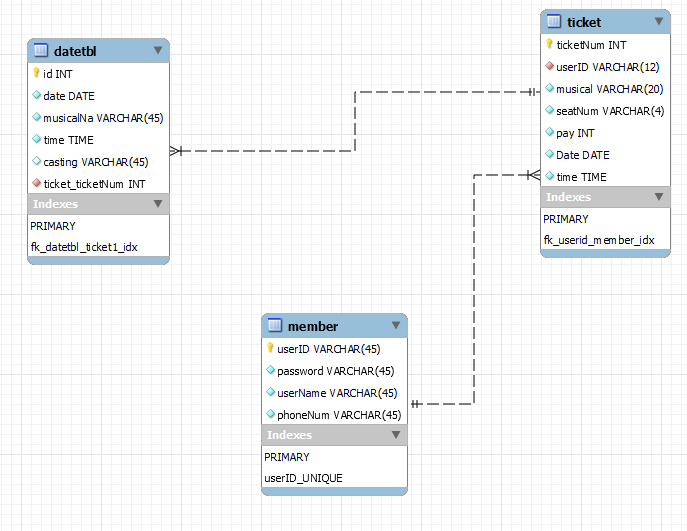 datetbl
id INT
date DATE
musicalNa VARCHAR(45)
time TIME
casting VARCHAR(45)
ticket_ticketNum INT
Indexes
PRIMARY
fk_datetbl_ticket1_idx
ticket
ticketNum INT
userID VARCHAR(12)
musical VARCHAR(20)
seatNum VARCHAR(4)
pay INT
Date DATE
time TIME
Indexes
PRIMARY
fk_userid_member_idx
member
userID VARCHAR(45)
password VARCHAR(45)
userName VARCHAR(45)
phoneNum VARCHAR(45)
Indexes
PRIMARY
userID_UNIQUE